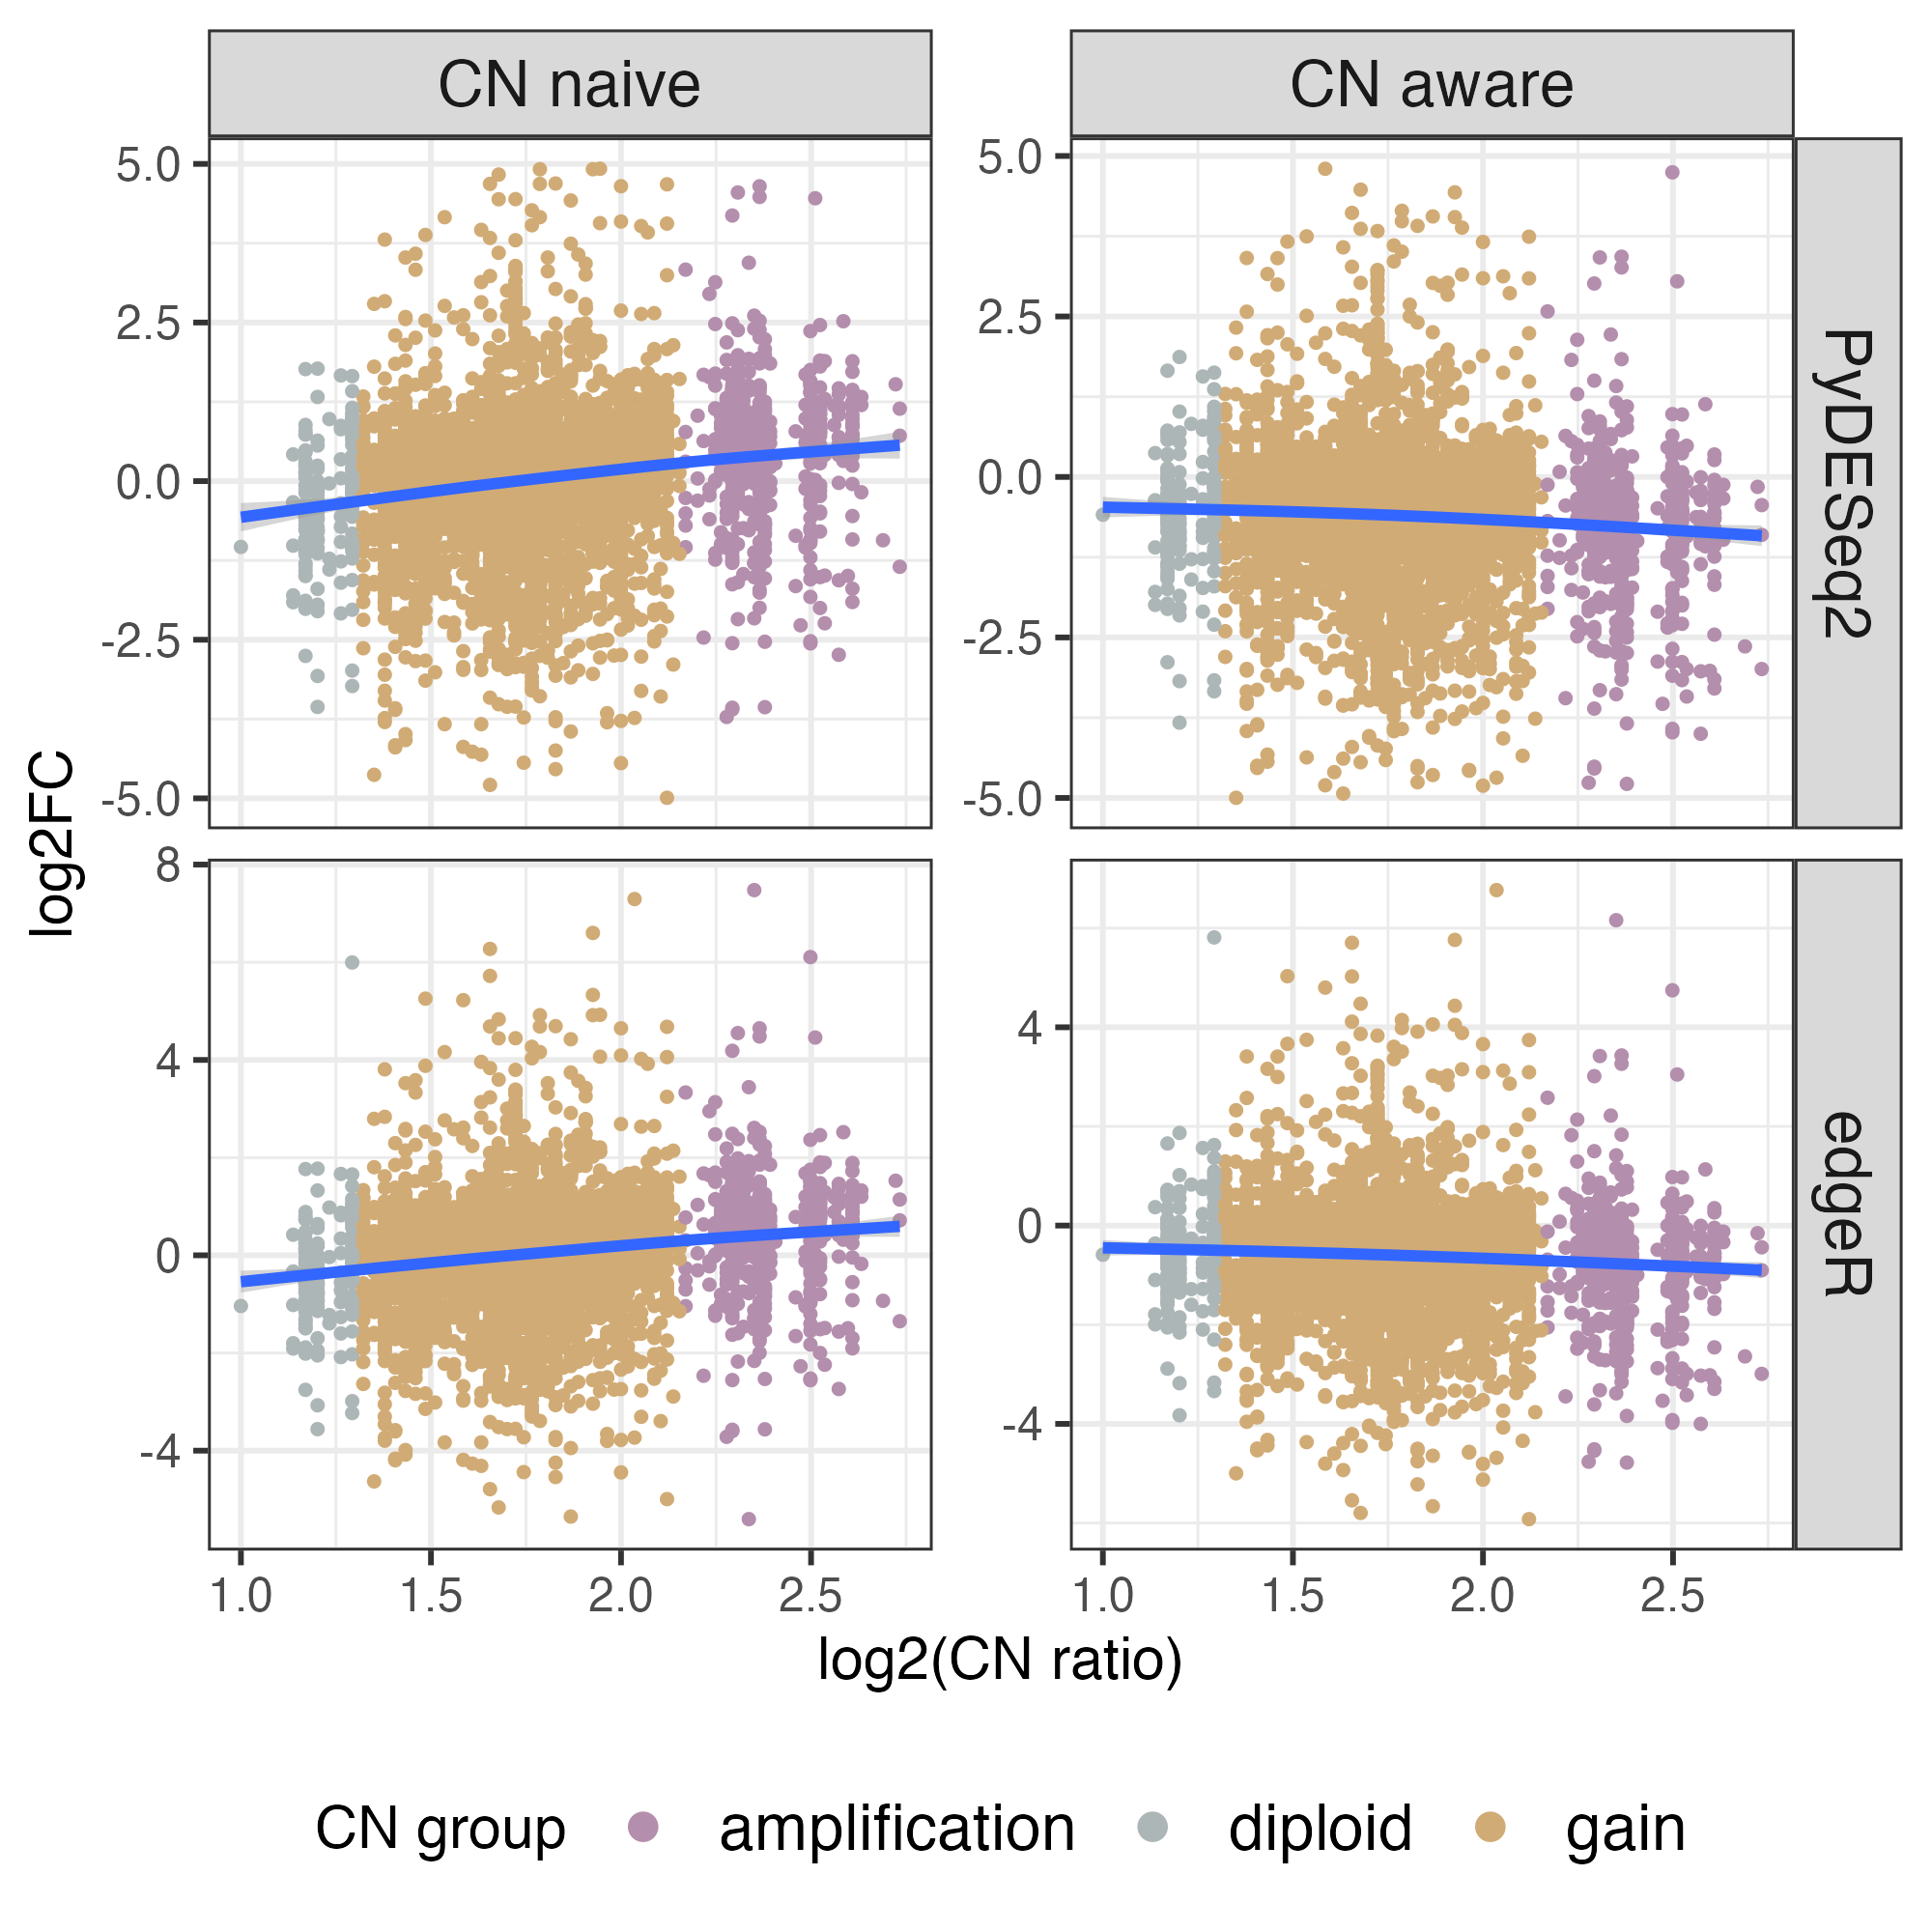 CN naive
CN aware
5.0
2.5
0.0
-2.5
-5.0
5.0
2.5
0.0
-2.5
-5.0
PyDESeq2
log2FC
8
4
0
-4
4
0
-4
edgeR
1.0 1.5 2.0 2.5
1.0 1.5 2.0 2.5
log2(CN ratio)
CN group amplification diploid gain